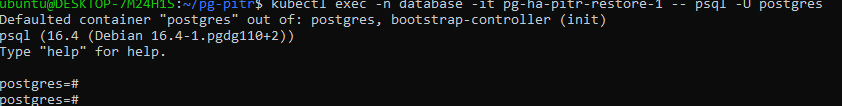 ubuntu@DESKTOP-7M24H1S:~/pg-pitr$ kubectl exec -n database -it pg-ha-pitr-restore-1 -- psql -U postgres
Defaulted container "postgres" out of: postgres, bootstrap-controller (init)
psql (16.4 (Debian 16.4-1.pgdg110+2))
Type "help" for help.
postgres=#
postgres=#